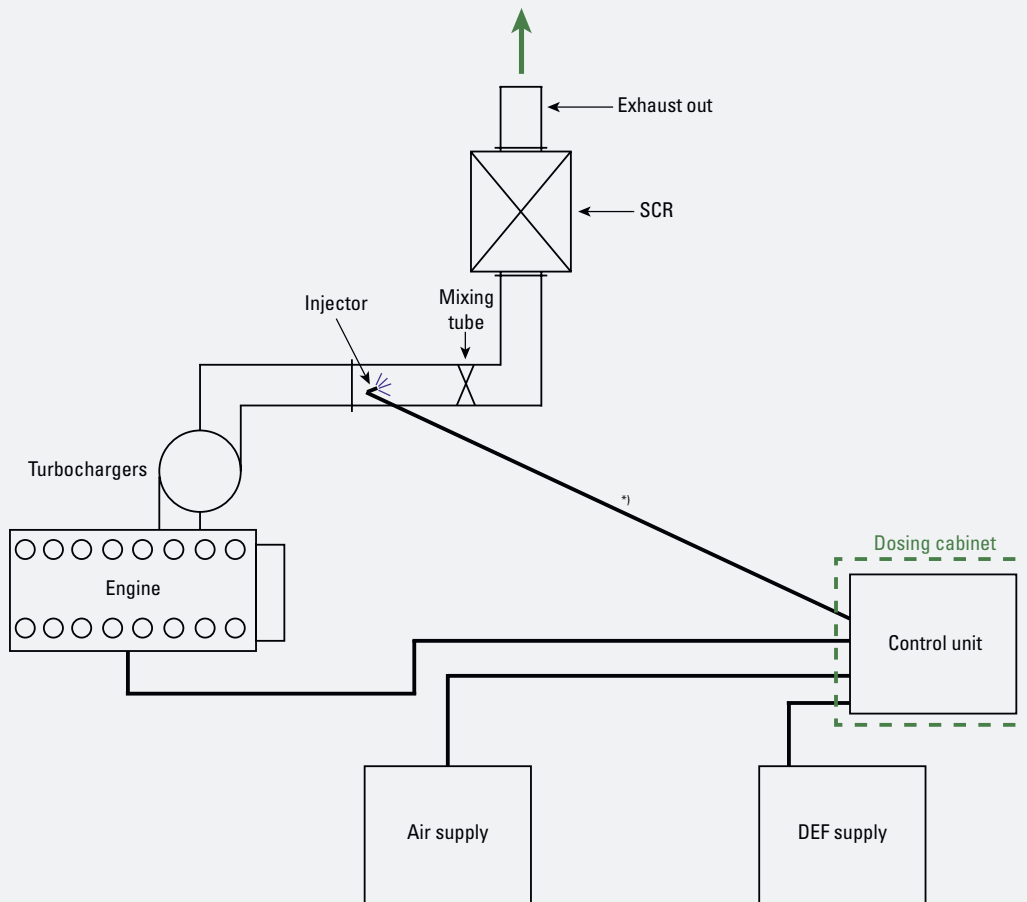 Exhaust out
SCR
Injector
Mixing
tube
Turbochargers
*)
Dosing cabinet
Engine
Control unit
Air supply
DEF supply